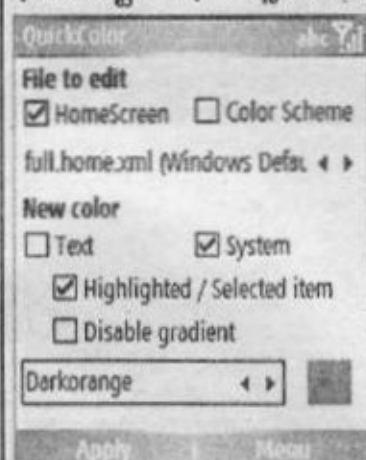 QuickColor abc
File to edit
HomeScreen Color Scheme
full.home.xml (Windows Defau
New color
Text System
Highlighted / Selected item
Disable gradient
Darkorange
Apply Menu